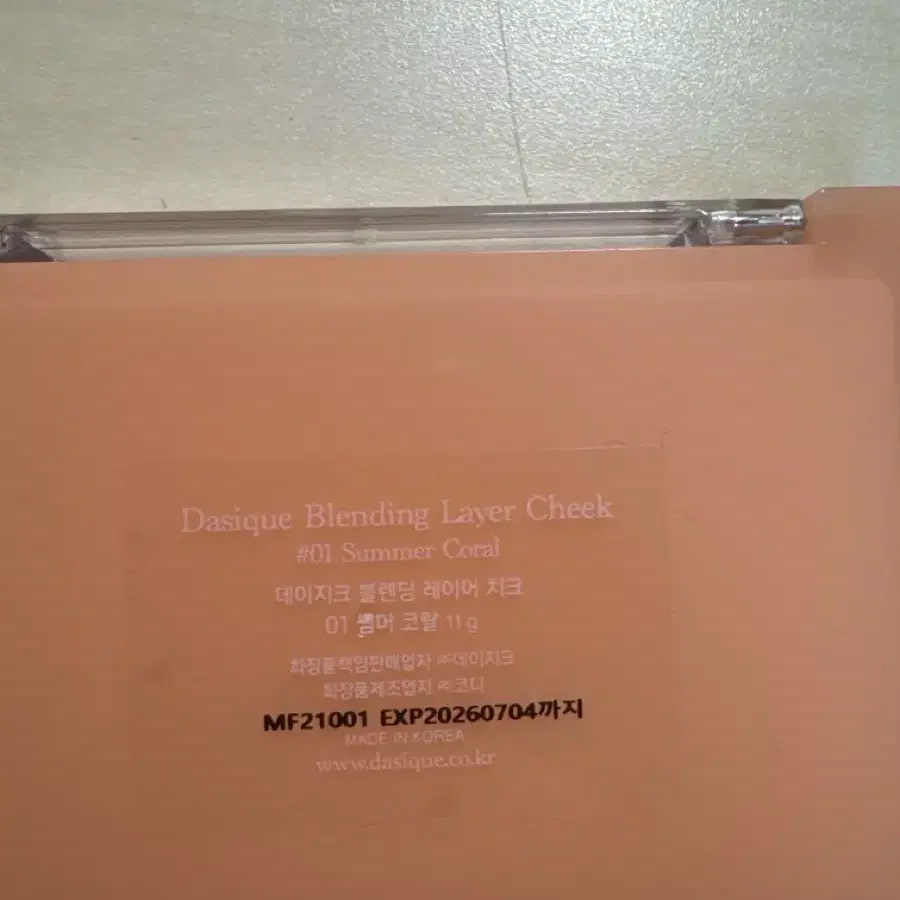 Dasique Blending Layer Cheek
#01 Summer Coral
데이지크 블렌딩 레이어 치크
01 썸머 코랄 11 g
화장품책임판매업자 ㈜데이지크
화장품제조업자 ㈜코디
MF21001 EXP20260704까지
MADE IN KOREA
www.dasique.co.kr